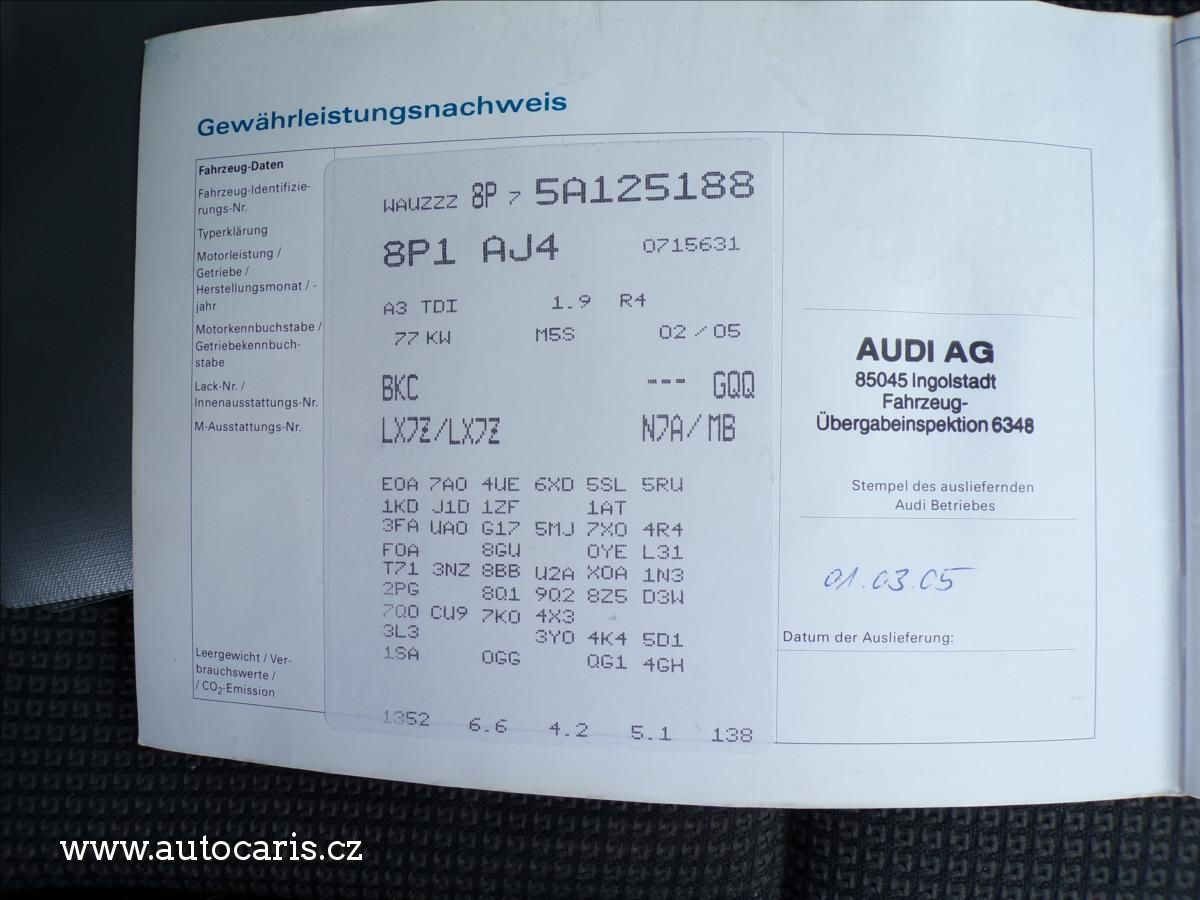 Gewährleistungsnachweis
Fahrzeug-Daten
Fahrzeug-Identifizie-
rungs-Nr.
Typerklärung
Motorleistung /
Getriebe /
Herstellungsmonat / -
jahr
Motorkennbuchstabe /
Getriebekennbuch-
stabe
Lack-Nr. /
Innenausstattungs-Nr.
M-Ausstattungs-Nr.
Leergewicht / Ver-
brauchswerte /
/ CO2-Emission
WAUZZZ 8P 7 5A125188
8P1 AJ4 0715631
A3 TDI 1.9 R4
77 KW M5S 02 / 05
BKC --- GQQ
LX7Z/LX7Z N7A/MB
E0A 7A0 4UE 6XD 5SL 5RU
1KD J1D 1ZF 1AT
3FA UA0 G17 5MJ 7X0 4R4
F0A 8GU 0YE L31
T71 3NZ 8BB U2A X0A 1N3
2PG 8Q1 9Q2 8Z5 D3W
7Q0 CU9 7K0 4X3
3L3 3Y0 4K4 5D1
1SA 0GG QG1 4GH
1352 6.6 4.2 5.1 138
AUDI AG
85045 Ingolstadt
Fahrzeug-
Übergabeinspektion 6348
Stempel des ausliefernden
Audi Betriebes
01.03.05
Datum der Auslieferung:
www.autocaris.cz